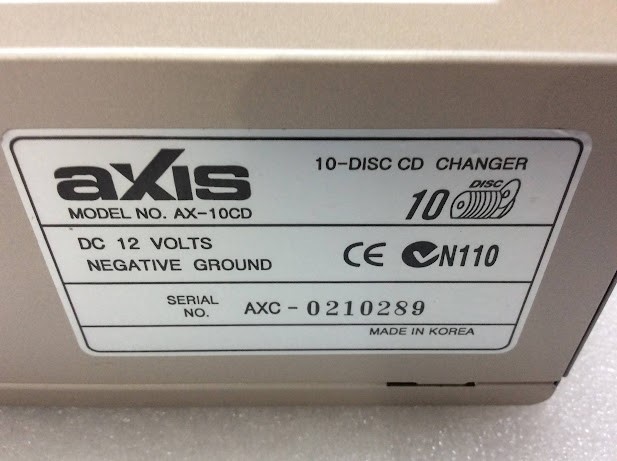 axis
10-DISC CD CHANGER
MODEL NO. AX-10CD
10 DISC
DC 12 VOLTS
NEGATIVE GROUND
CE N110
SERIAL NO. AXC - 0210289
MADE IN KOREA